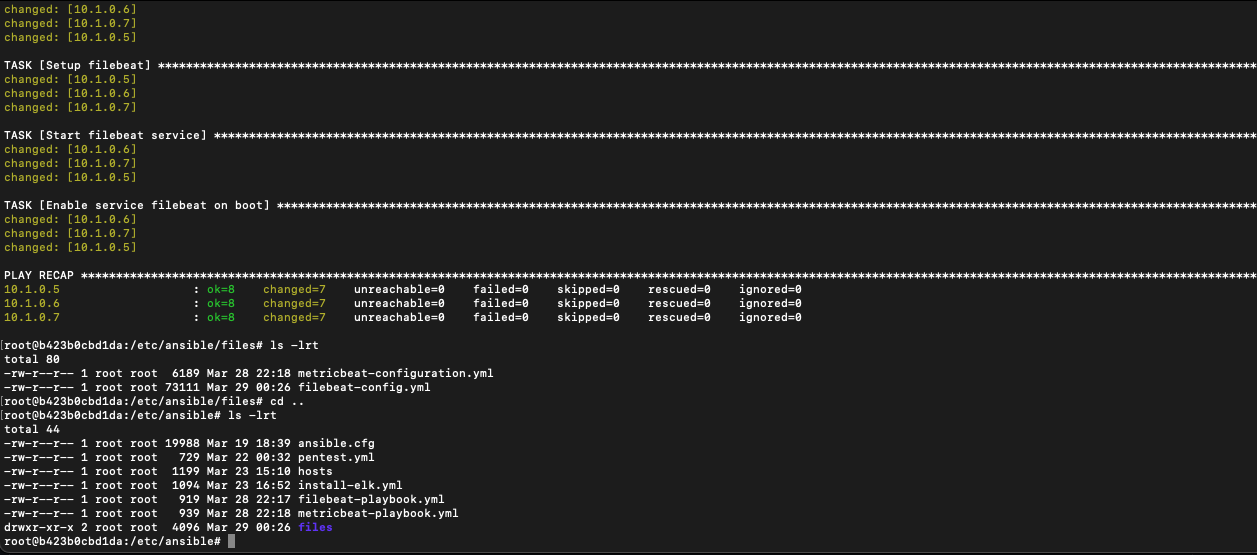 changed: [10.1.0.6]
changed: [10.1.0.7]
changed: [10.1.0.5]
TASK [Setup filebeat] *****************************************************************************************************************************************************************
changed: [10.1.0.5]
changed: [10.1.0.6]
changed: [10.1.0.7]
TASK [Start filebeat service] *********************************************************************************************************************************************************
changed: [10.1.0.6]
changed: [10.1.0.7]
changed: [10.1.0.5]
TASK [Enable service filebeat on boot] ************************************************************************************************************************************************
changed: [10.1.0.6]
changed: [10.1.0.7]
changed: [10.1.0.5]
PLAY RECAP ****************************************************************************************************************************************************************************
10.1.0.5                   : ok=8    changed=7    unreachable=0    failed=0    skipped=0    rescued=0    ignored=0
10.1.0.6                   : ok=8    changed=7    unreachable=0    failed=0    skipped=0    rescued=0    ignored=0
10.1.0.7                   : ok=8    changed=7    unreachable=0    failed=0    skipped=0    rescued=0    ignored=0
[root@b423b0cbd1da:/etc/ansible/files# ls -lrt
total 80
-rw-r--r-- 1 root root  6189 Mar 28 22:18 metricbeat-configuration.yml
-rw-r--r-- 1 root root 73111 Mar 29 00:26 filebeat-config.yml
[root@b423b0cbd1da:/etc/ansible/files# cd ..
[root@b423b0cbd1da:/etc/ansible# ls -lrt
total 44
-rw-r--r-- 1 root root 19988 Mar 19 18:39 ansible.cfg
-rw-r--r-- 1 root root   729 Mar 22 00:32 pentest.yml
-rw-r--r-- 1 root root  1199 Mar 23 15:10 hosts
-rw-r--r-- 1 root root  1094 Mar 23 16:52 install-elk.yml
-rw-r--r-- 1 root root   919 Mar 28 22:17 filebeat-playbook.yml
-rw-r--r-- 1 root root   939 Mar 28 22:18 metricbeat-playbook.yml
drwxr-xr-x 2 root root  4096 Mar 29 00:26 files
root@b423b0cbd1da:/etc/ansible#